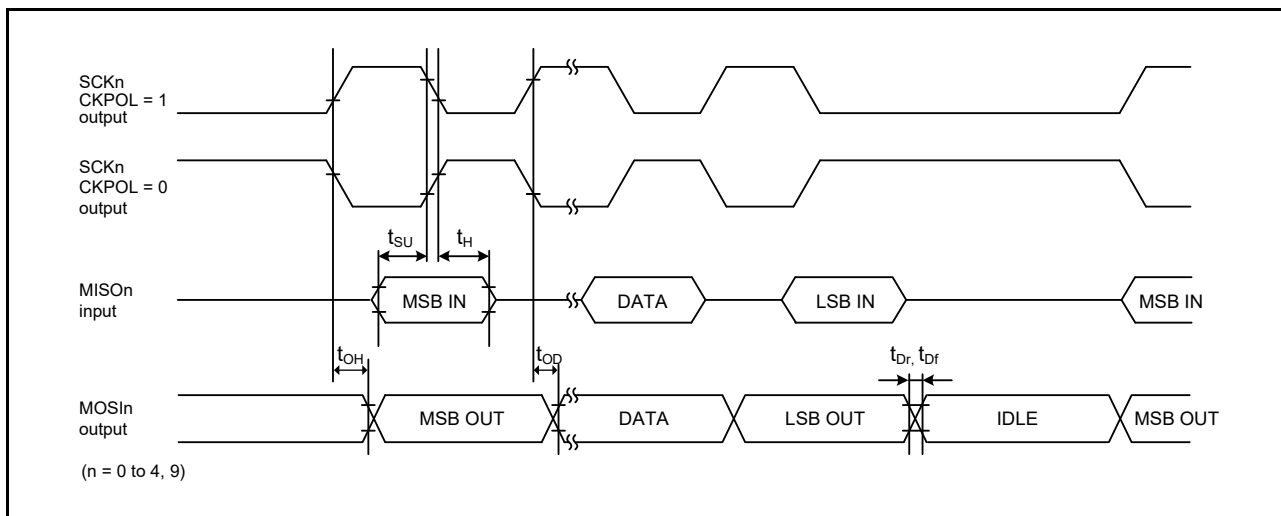 SCKn
CKPOL = 1
output
SCKn
CKPOL = 0
output
tSU
tH
MISOn
input
MSB IN
DATA
LSB IN
MSB IN
tOH
tOD
tDr, tDf
MOSIn
output
MSB OUT
DATA
LSB OUT
IDLE
MSB OUT
(n = 0 to 4, 9)